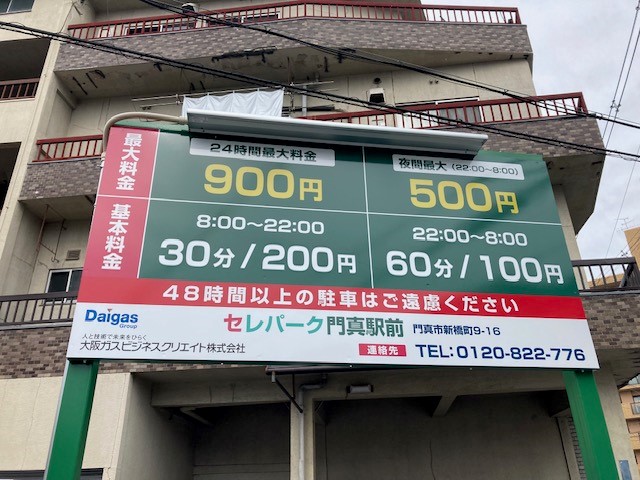 最大料金
24時間最大料金
900円
夜間最大 (22:00～8:00)
500円
基本料金
8:00～22:00
30分/200円
22:00～8:00
60分/100円
48時間以上の駐車はご遠慮ください
Daigas
Group
人と技術で未来をひらく
大阪ガスビジネスクリエイト株式会社
セレパーク門真駅前 門真市新橋町9-16
連絡先 TEL:0120-822-776